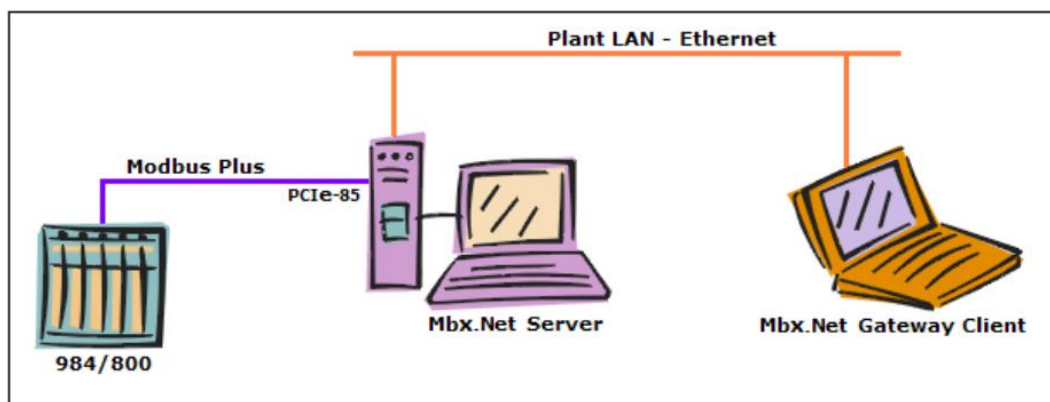 Plant LAN - Ethernet
Modbus Plus
PCIe-85
Mbx.Net Server
Mbx.Net Gateway Client
984/800